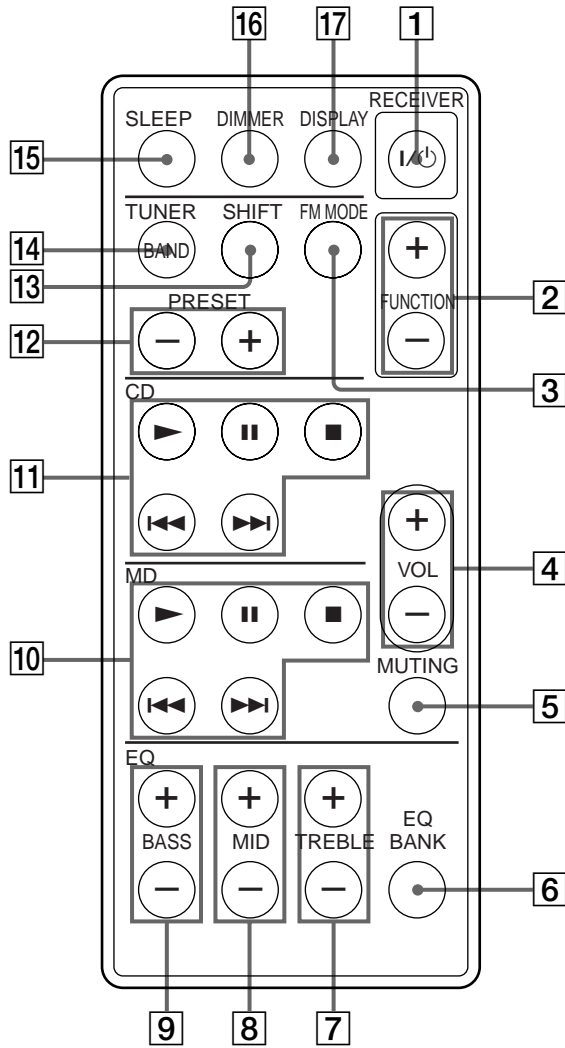 16 17 1
RECEIVER
SLEEP DIMMER DISPLAY
15 I/
TUNER SHIFT FM MODE
14 BAND +
13
PRESET FUNCTION 2
12 − + −
3
CD
11
+
MD VOL 4
10 −
MUTING
5
EQ
+ + +
EQ
BASS MID TREBLE BANK
− − − 6
9 8 7